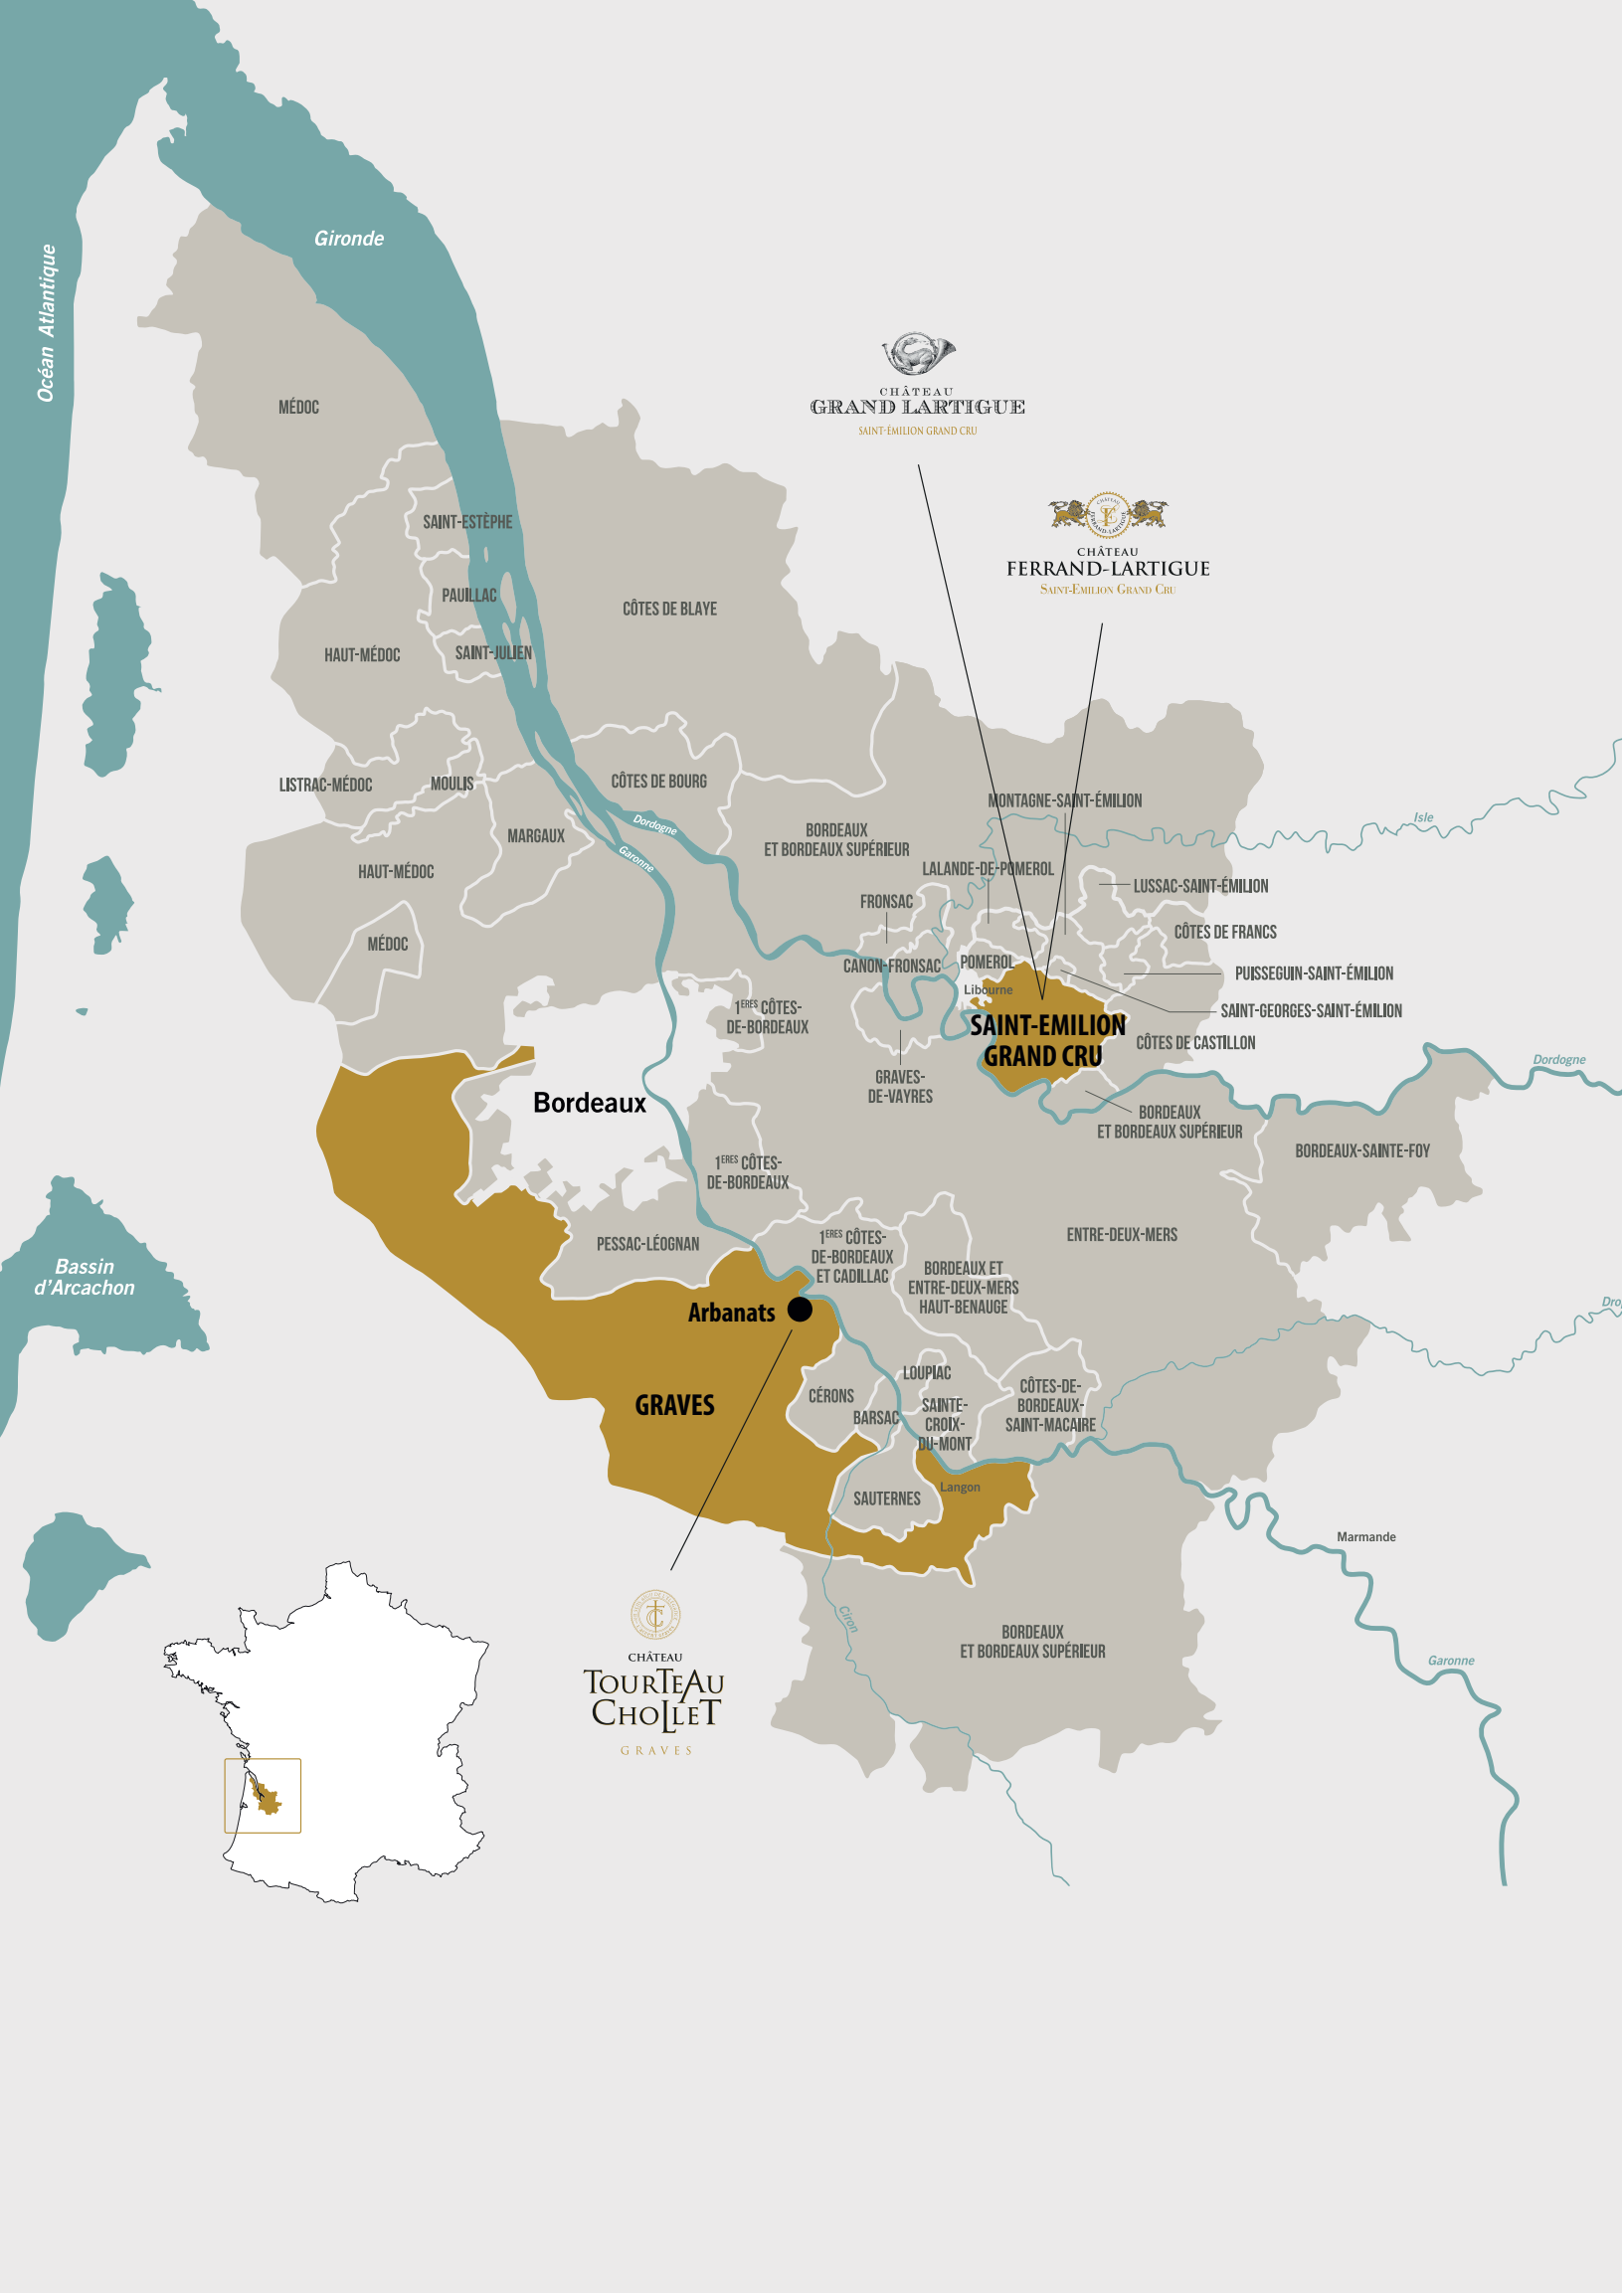 Gironde
Océan Atlantique
MÉDOC
CHÂTEAU
GRAND LARTIGUE
SAINT-ÉMILION GRAND CRU
CHÂTEAU
FERRAND-LARTIGUE
CHÂTEAU
FERRAND-LARTIGUE
SAINT-EMILION GRAND CRU
SAINT-ESTÈPHE
PAUILLAC
CÔTES DE BLAYE
HAUT-MÉDOC
SAINT-JULIEN
LISTRAC-MÉDOC
MOULIS
CÔTES DE BOURG
MARGAUX
Dordogne
Garonne
BORDEAUX
ET BORDEAUX SUPÉRIEUR
MONTAGNE-SAINT-ÉMILION
Isle
HAUT-MÉDOC
LALANDE-DE-POMEROL
LUSSAC-SAINT-ÉMILION
FRONSAC
MÉDOC
CÔTES DE FRANCS
CANON-FRONSAC
POMEROL
PUISSEGUIN-SAINT-ÉMILION
Libourne
1ERES CÔTES-
DE-BORDEAUX
SAINT-GEORGES-SAINT-ÉMILION
SAINT-EMILION
GRAND CRU
CÔTES DE CASTILLON
Dordogne
GRAVES-
DE-VAYRES
Bordeaux
BORDEAUX
ET BORDEAUX SUPÉRIEUR
BORDEAUX-SAINTE-FOY
1ERES CÔTES-
DE-BORDEAUX
PESSAC-LÉOGNAN
1ERES CÔTES-
DE-BORDEAUX
ET CADILLAC
ENTRE-DEUX-MERS
BORDEAUX ET
ENTRE-DEUX-MERS
HAUT-BENAUGE
Bassin
d'Arcachon
Arbanats
Dro
LOUPIAC
GRAVES
CÉRONS
BARSAC
SAINTE-
CROIX-
DU-MONT
CÔTES-DE-
BORDEAUX-
SAINT-MACAIRE
SAUTERNES
Langon
Marmande
Ciron
BORDEAUX
ET BORDEAUX SUPÉRIEUR
Garonne
CHÂTEAU
TOURTEAU
CHOLLET
GRAVES